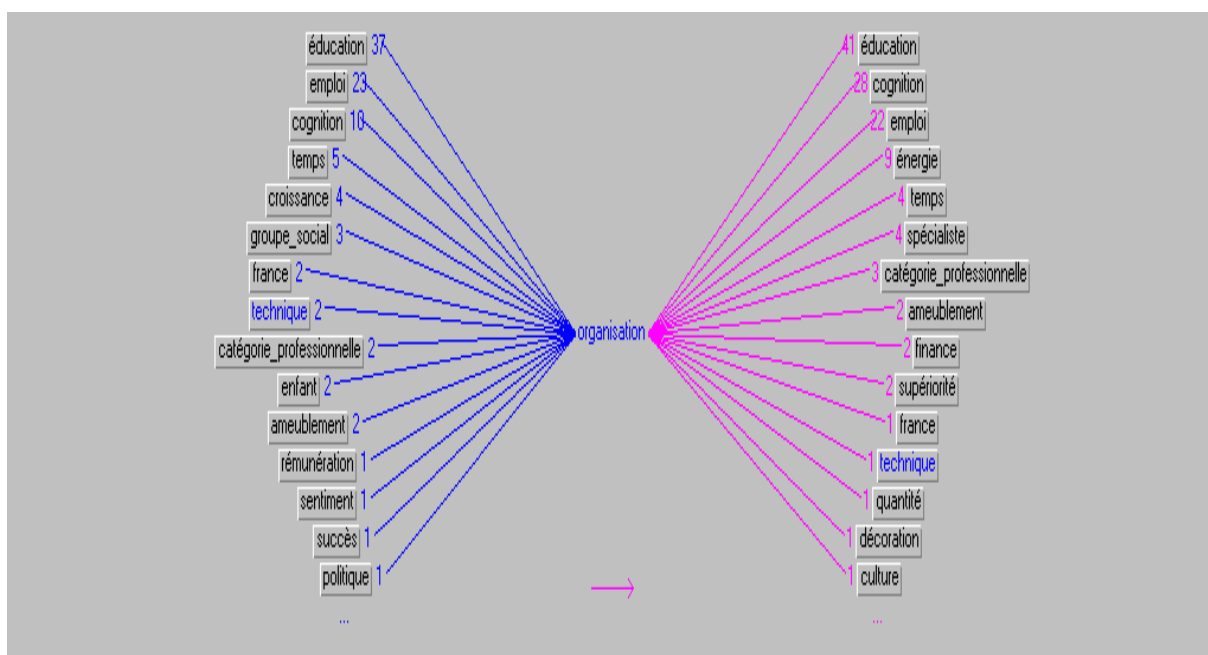 éducation 37
emploi 23
cognition 10
temps 5
croissance 4
groupe_social 3
france 2
technique 2
catégorie_professionnelle 2
enfant 2
ameublement 2
rémunération 1
sentiment 1
succès 1
politique 1
...
organisation
41 éducation
28 cognition
22 emploi
9 énergie
4 temps
4 spécialiste
3 catégorie_professionnelle
2 ameublement
2 finance
2 supériorité
1 france
1 technique
1 quantité
1 décoration
1 culture
...